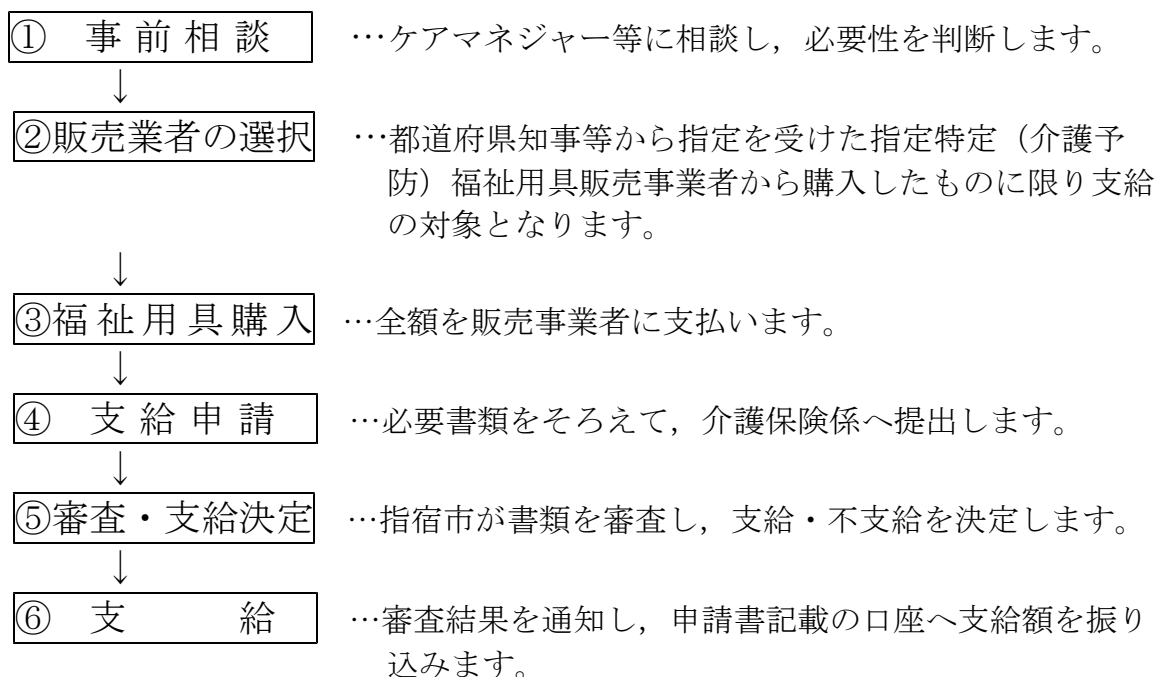 ① 事前相談 …ケアマネジャー等に相談し，必要性を判断します。
↓
②販売業者の選択 …都道府県知事等から指定を受けた指定特定（介護予
防）福祉用具販売事業者から購入したものに限り支給
の対象となります。
↓
③福祉用具購入 …全額を販売事業者に支払います。
↓
④ 支給申請 …必要書類をそろえて，介護保険係へ提出します。
↓
⑤審査・支給決定 …指宿市が書類を審査し，支給・不支給を決定します。
↓
⑥ 支 給 …審査結果を通知し，申請書記載の口座へ支給額を振り
込みます。